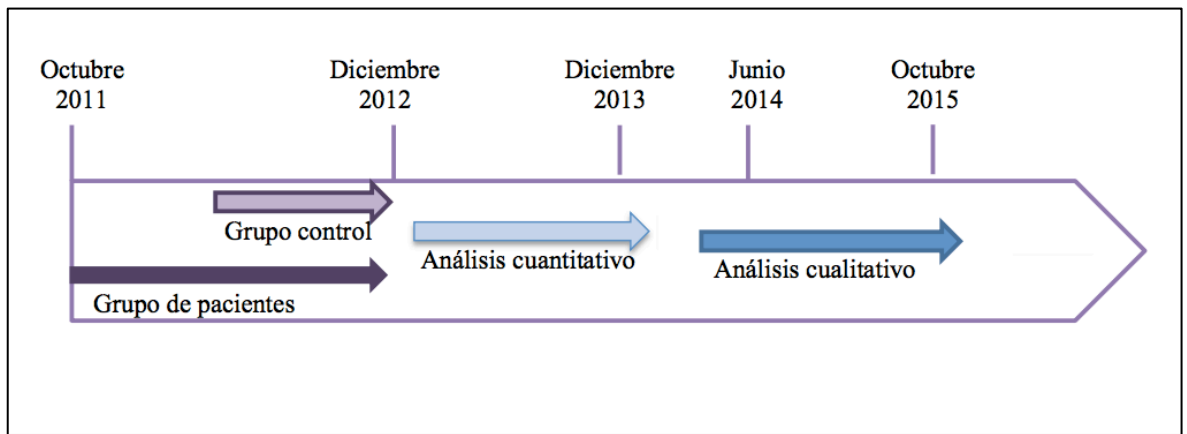 Octubre
2011
Diciembre
2012
Diciembre
2013
Junio
2014
Octubre
2015
Grupo control
Análisis cuantitativo
Análisis cualitativo
Grupo de pacientes